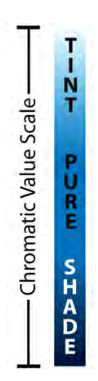 Chromatic Value Scale
TINT
PURE
SHADE